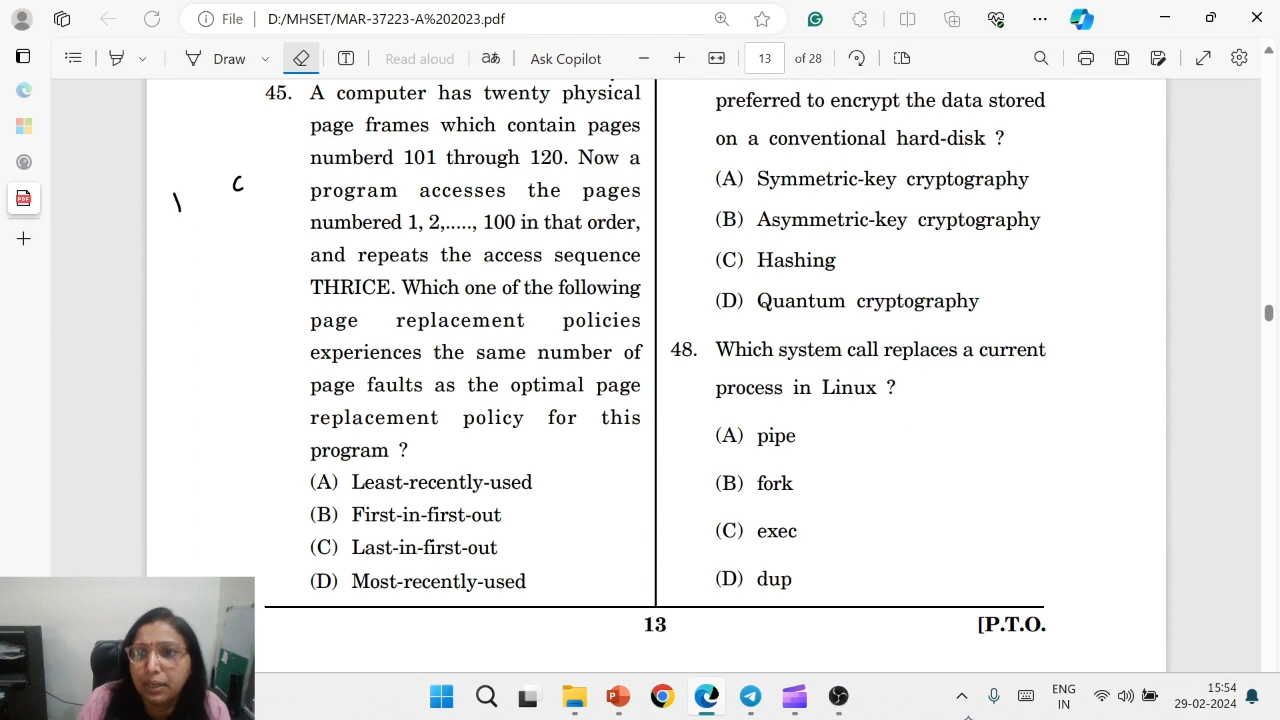 File
D:/MHSET/MAR-37223-A%202023.pdf
Draw
Read aloud
aあ
Ask Copilot
13
of 28
45. A computer has twenty physical
page frames which contain pages
numberd 101 through 120. Now a
program accesses the pages
numbered 1, 2,....., 100 in that order,
and repeats the access sequence
THRICE. Which one of the following
page replacement policies
experiences the same number of
page faults as the optimal page
replacement policy for this
program ?
(A) Least-recently-used
(B) First-in-first-out
(C) Last-in-first-out
(D) Most-recently-used
preferred to encrypt the data stored
on a conventional hard-disk ?
(A) Symmetric-key cryptography
(B) Asymmetric-key cryptography
(C) Hashing
(D) Quantum cryptography
48. Which system call replaces a current
process in Linux ?
(A) pipe
(B) fork
(C) exec
(D) dup
13
[P.T.O.
PDF
ENG
IN
15:54
29-02-2024